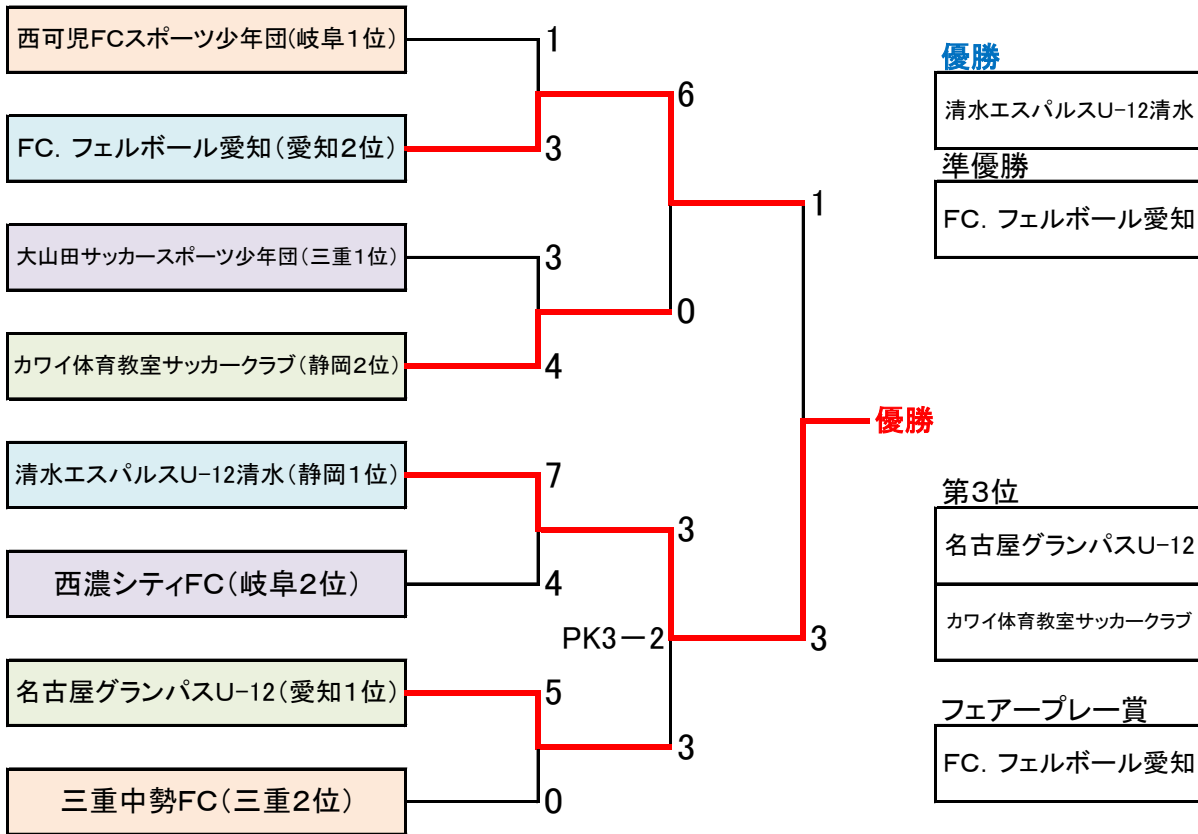 西可児FCスポーツ少年団(岐阜1位)
1
優勝
6
清水エスパルスU-12清水
FC．フェルボール愛知(愛知2位)
3
準優勝
1
FC．フェルボール愛知
大山田サッカースポーツ少年団(三重1位)
3
0
カワイ体育教室サッカークラブ(静岡2位)
4
優勝
清水エスパルスU-12清水(静岡1位)
7
第3位
3
名古屋グランパスU-12
西濃シティFC(岐阜2位)
4
カワイ体育教室サッカークラブ
PK3－2
3
名古屋グランパスU-12(愛知1位)
5
フェアープレー賞
3
FC．フェルボール愛知
三重中勢FC(三重2位)
0